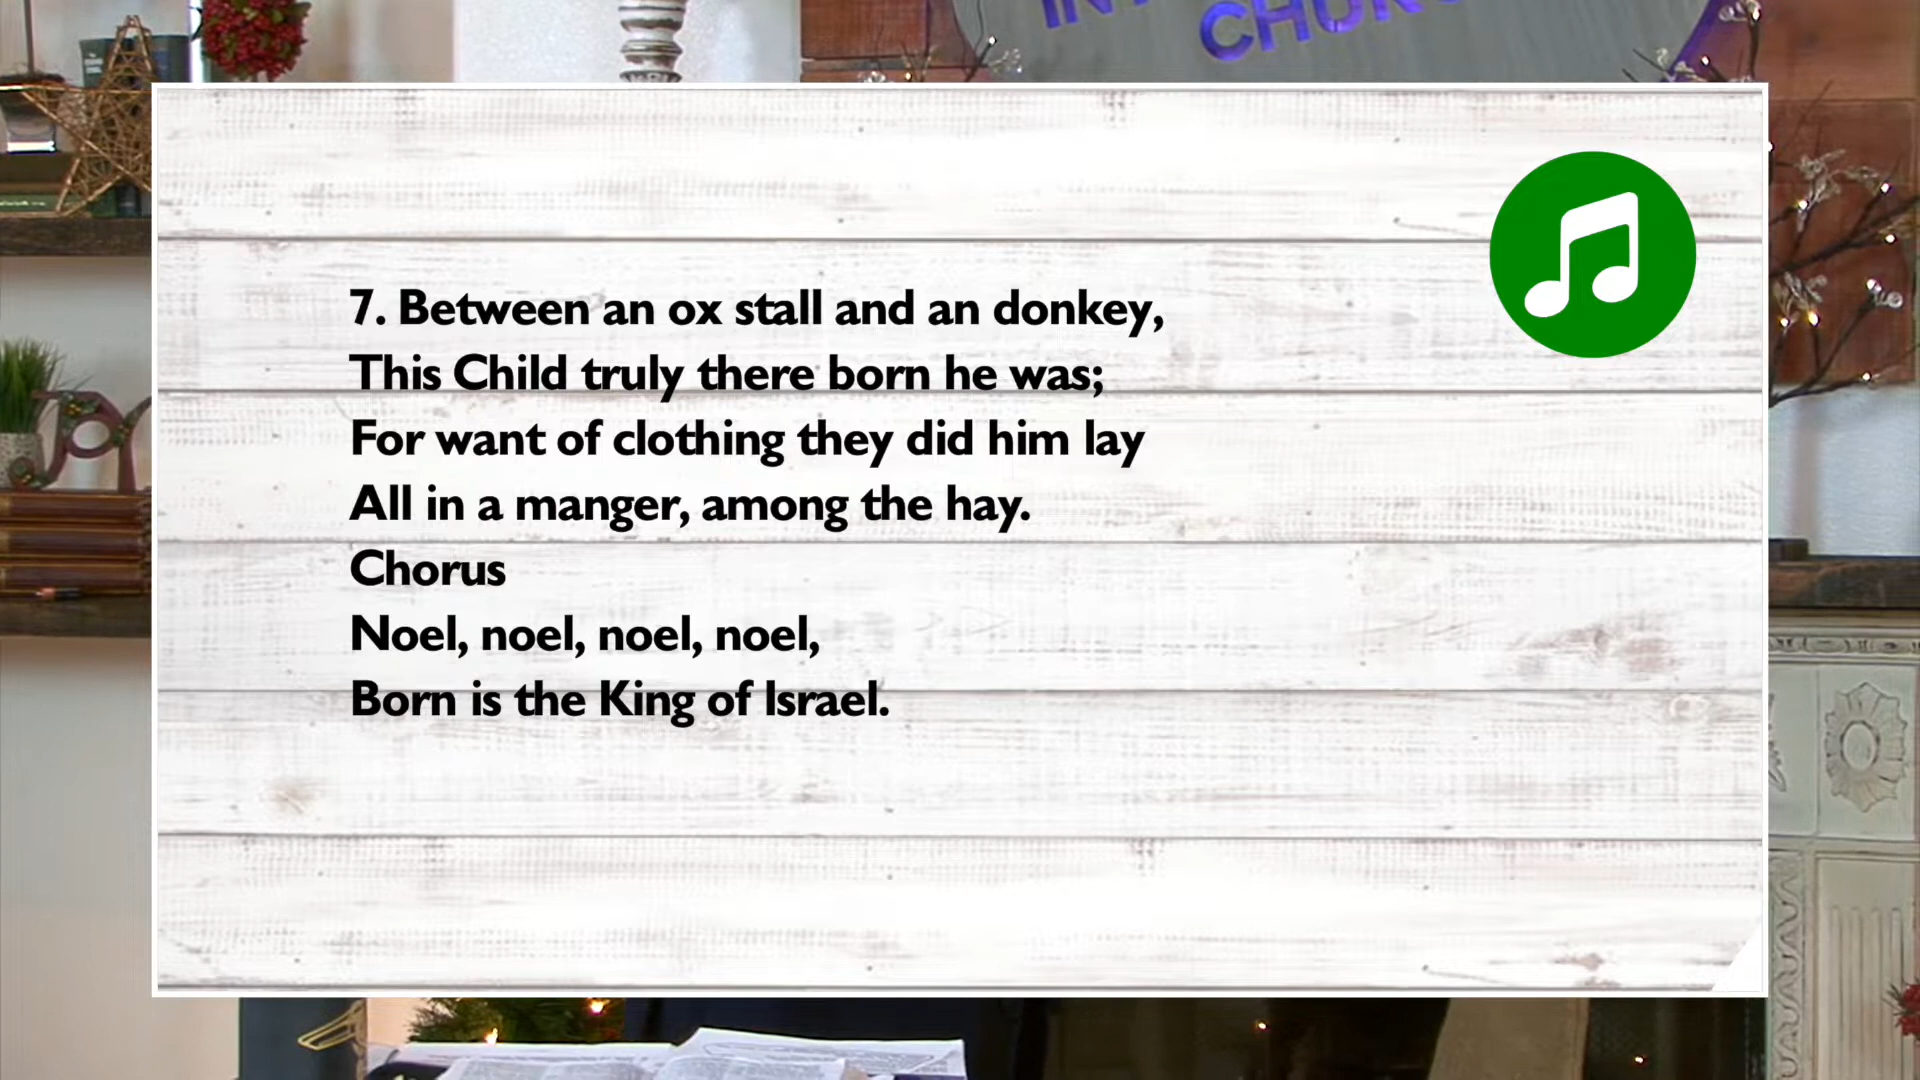 CHURCH
7. Between an ox stall and an donkey,
This Child truly there born he was;
For want of clothing they did him lay
All in a manger, among the hay.
Chorus
Noel, noel, noel, noel,
Born is the King of Israel.